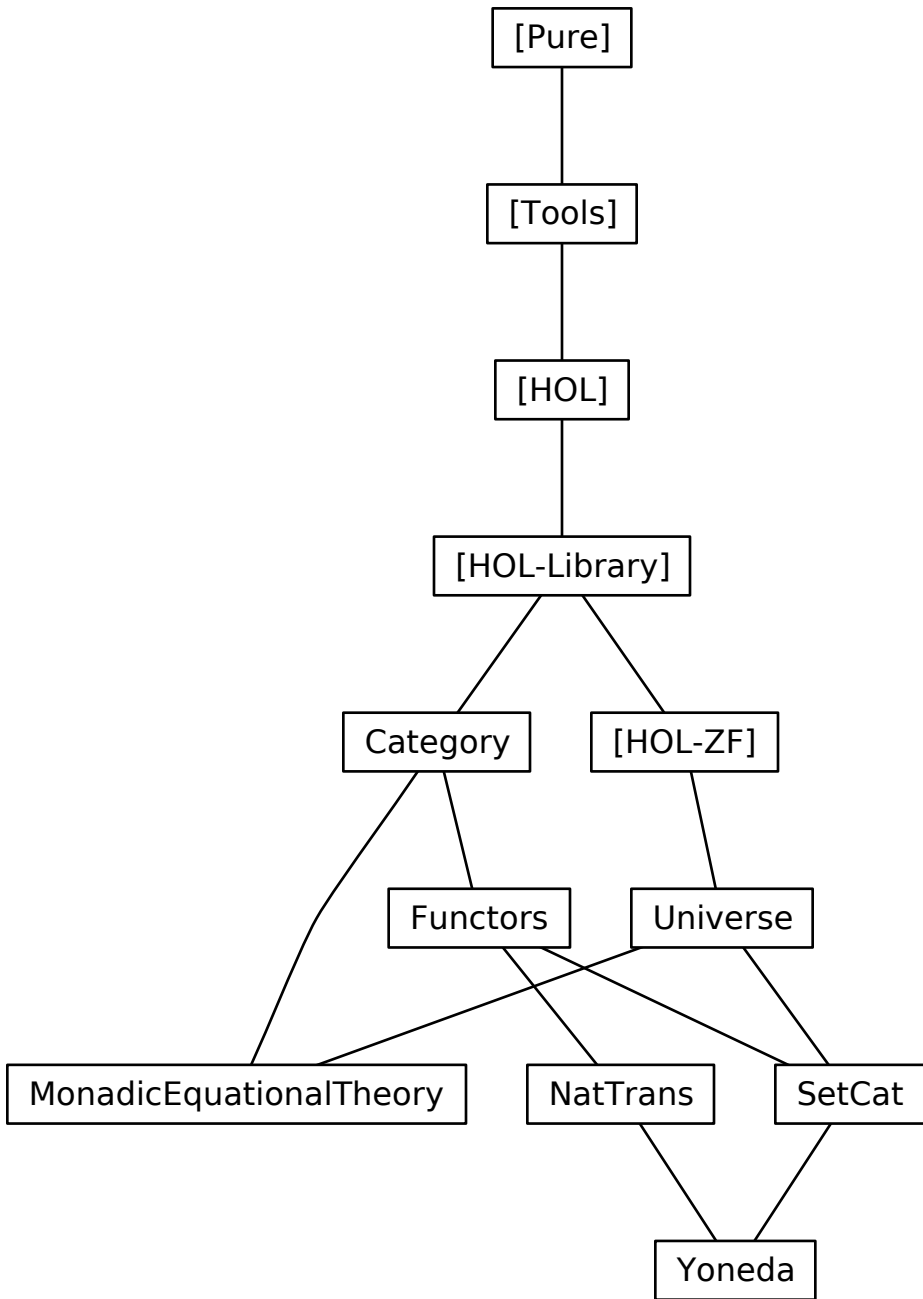 [Pure]
[Tools]
[HOL]
[HOL-Library]
Category
[HOL-ZF]
Functors
Universe
MonadicEquationalTheory
NatTrans
SetCat
Yoneda